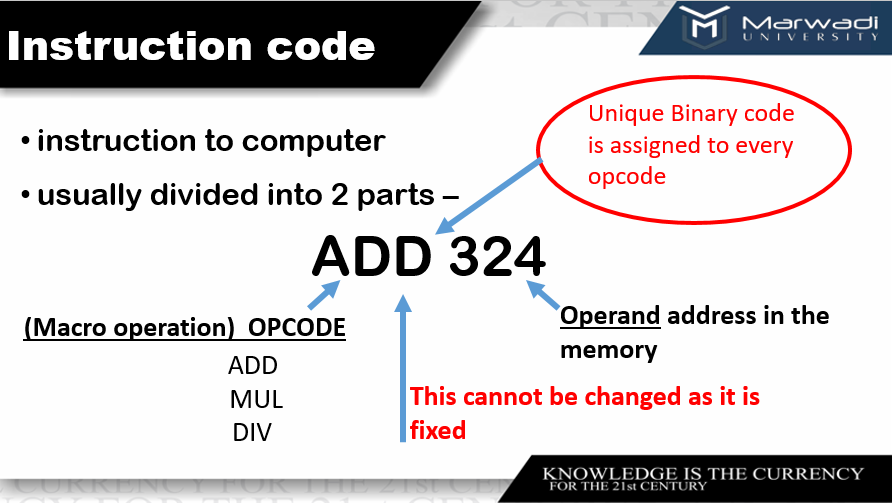 Instruction code
Marwadi
UNIVERSITY
• instruction to computer
• usually divided into 2 parts –
Unique Binary code
is assigned to every
opcode
ADD 324
(Macro operation) OPCODE
ADD
MUL
DIV
Operand address in the
memory
This cannot be changed as it is
fixed
KNOWLEDGE IS THE CURRENCY
FOR THE 21st CENTURY